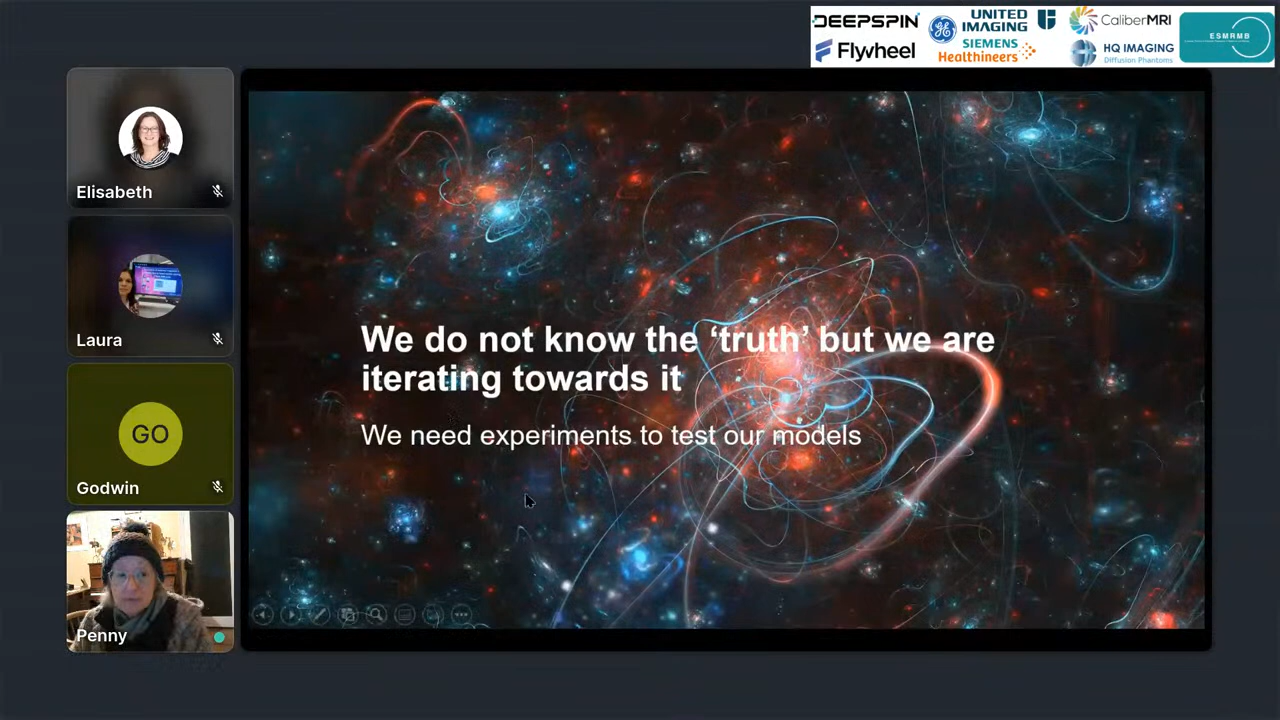 DEEPSPIN
UNITED
IMAGING
CaliberMRI
ESMRMB
Flywheel
SIEMENS
Healthineers
HQ IMAGING
Diffusion Phantoms
Elisabeth
Laura
GO
Godwin
Penny
We do not know the ‘truth’ but we are
iterating towards it
We need experiments to test our models